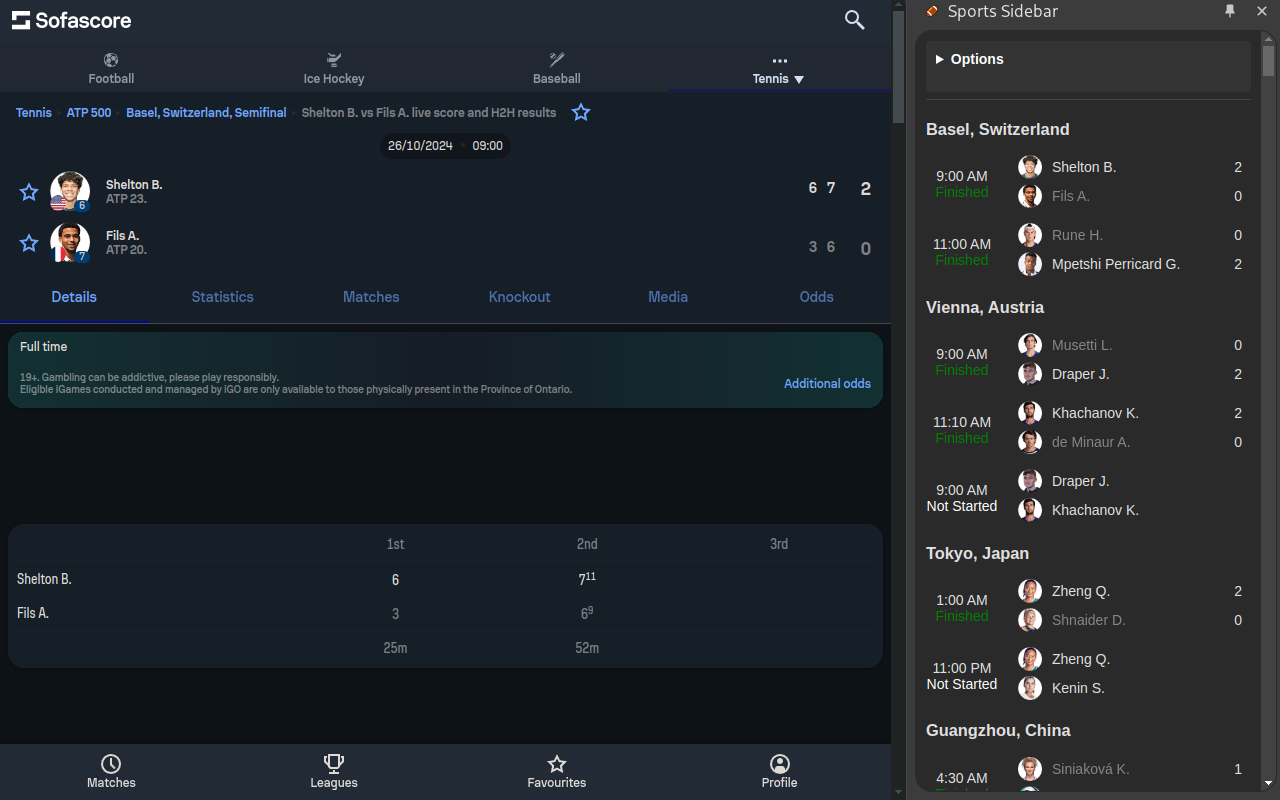 Sofascore
Football
Ice Hockey
Baseball
Tennis
Tennis
ATP 500
Basel, Switzerland, Semifinal
Shelton B. vs Fils A. live score and H2H results
26/10/2024
09:00
Shelton B.
ATP 23.
6
6 7 2
Fils A.
ATP 20.
7
3 6 0
Details
Statistics
Matches
Knockout
Media
Odds
Full time
19+. Gambling can be addictive, please play responsibly.
Eligible iGames conducted and managed by iGO are only available to those physically present in the Province of Ontario.
Additional odds
1st 2nd 3rd
Shelton B. 6 7 11
Fils A. 3 6 9
25m 52m
Matches
Leagues
Favourites
Profile
Sports Sidebar
Options
Basel, Switzerland
9:00 AM
Finished
Shelton B. 2
Fils A. 0
11:00 AM
Finished
Rune H. 0
Mpetshi Perricard G. 2
Vienna, Austria
9:00 AM
Finished
Musetti L. 0
Draper J. 2
11:10 AM
Finished
Khachanov K. 2
de Minaur A. 0
9:00 AM
Not Started
Draper J.
Khachanov K.
Tokyo, Japan
1:00 AM
Finished
Zheng Q. 2
Shnaider D. 0
11:00 PM
Not Started
Zheng Q.
Kenin S.
Guangzhou, China
4:30 AM
Siniaková K. 1